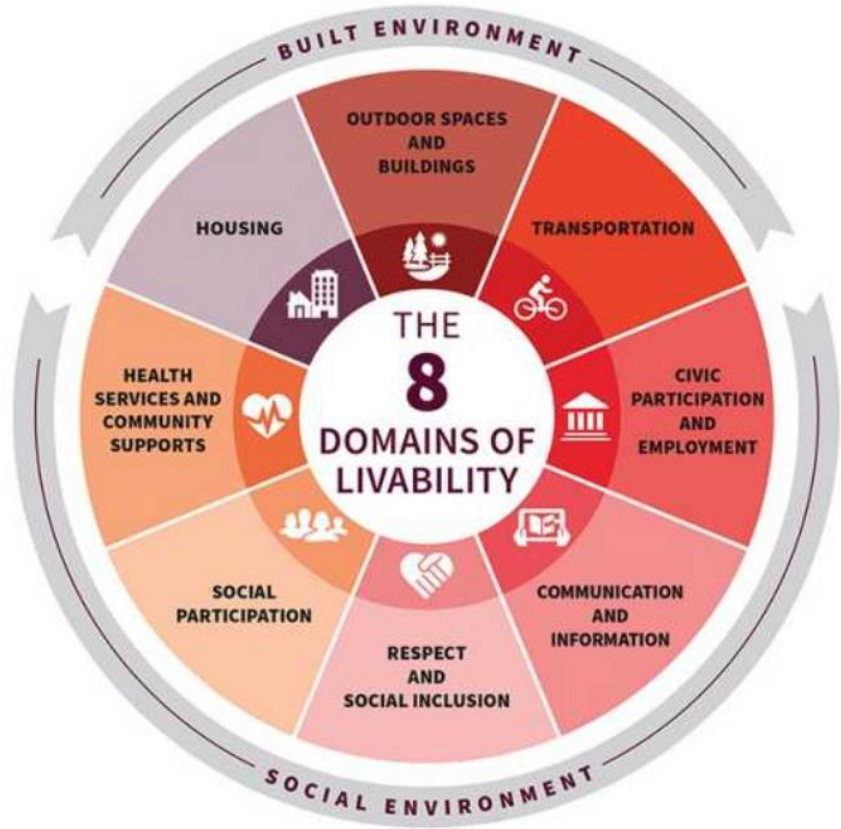 BUILT ENVIRONMENT
OUTDOOR SPACES
AND
BUILDINGS
TRANSPORTATION
CIVIC
PARTICIPATION
AND
EMPLOYMENT
COMMUNICATION
AND
INFORMATION
RESPECT
AND
SOCIAL INCLUSION
SOCIAL
PARTICIPATION
HEALTH
SERVICES AND
COMMUNITY
SUPPORTS
HOUSING
THE
8
DOMAINS OF
LIVABILITY
SOCIAL ENVIRONMENT